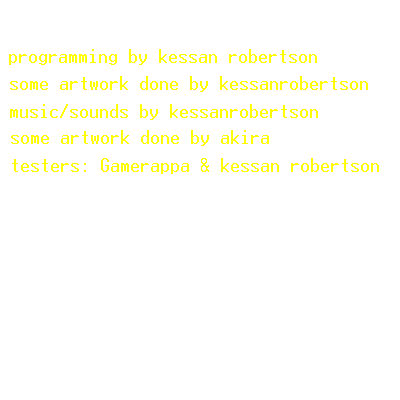 programming by kessan robertson
some artwork done by kessanrobertson
music/sounds by kessanrobertson
some artwork done by akira
testers: Gamerappa & kessan robertson